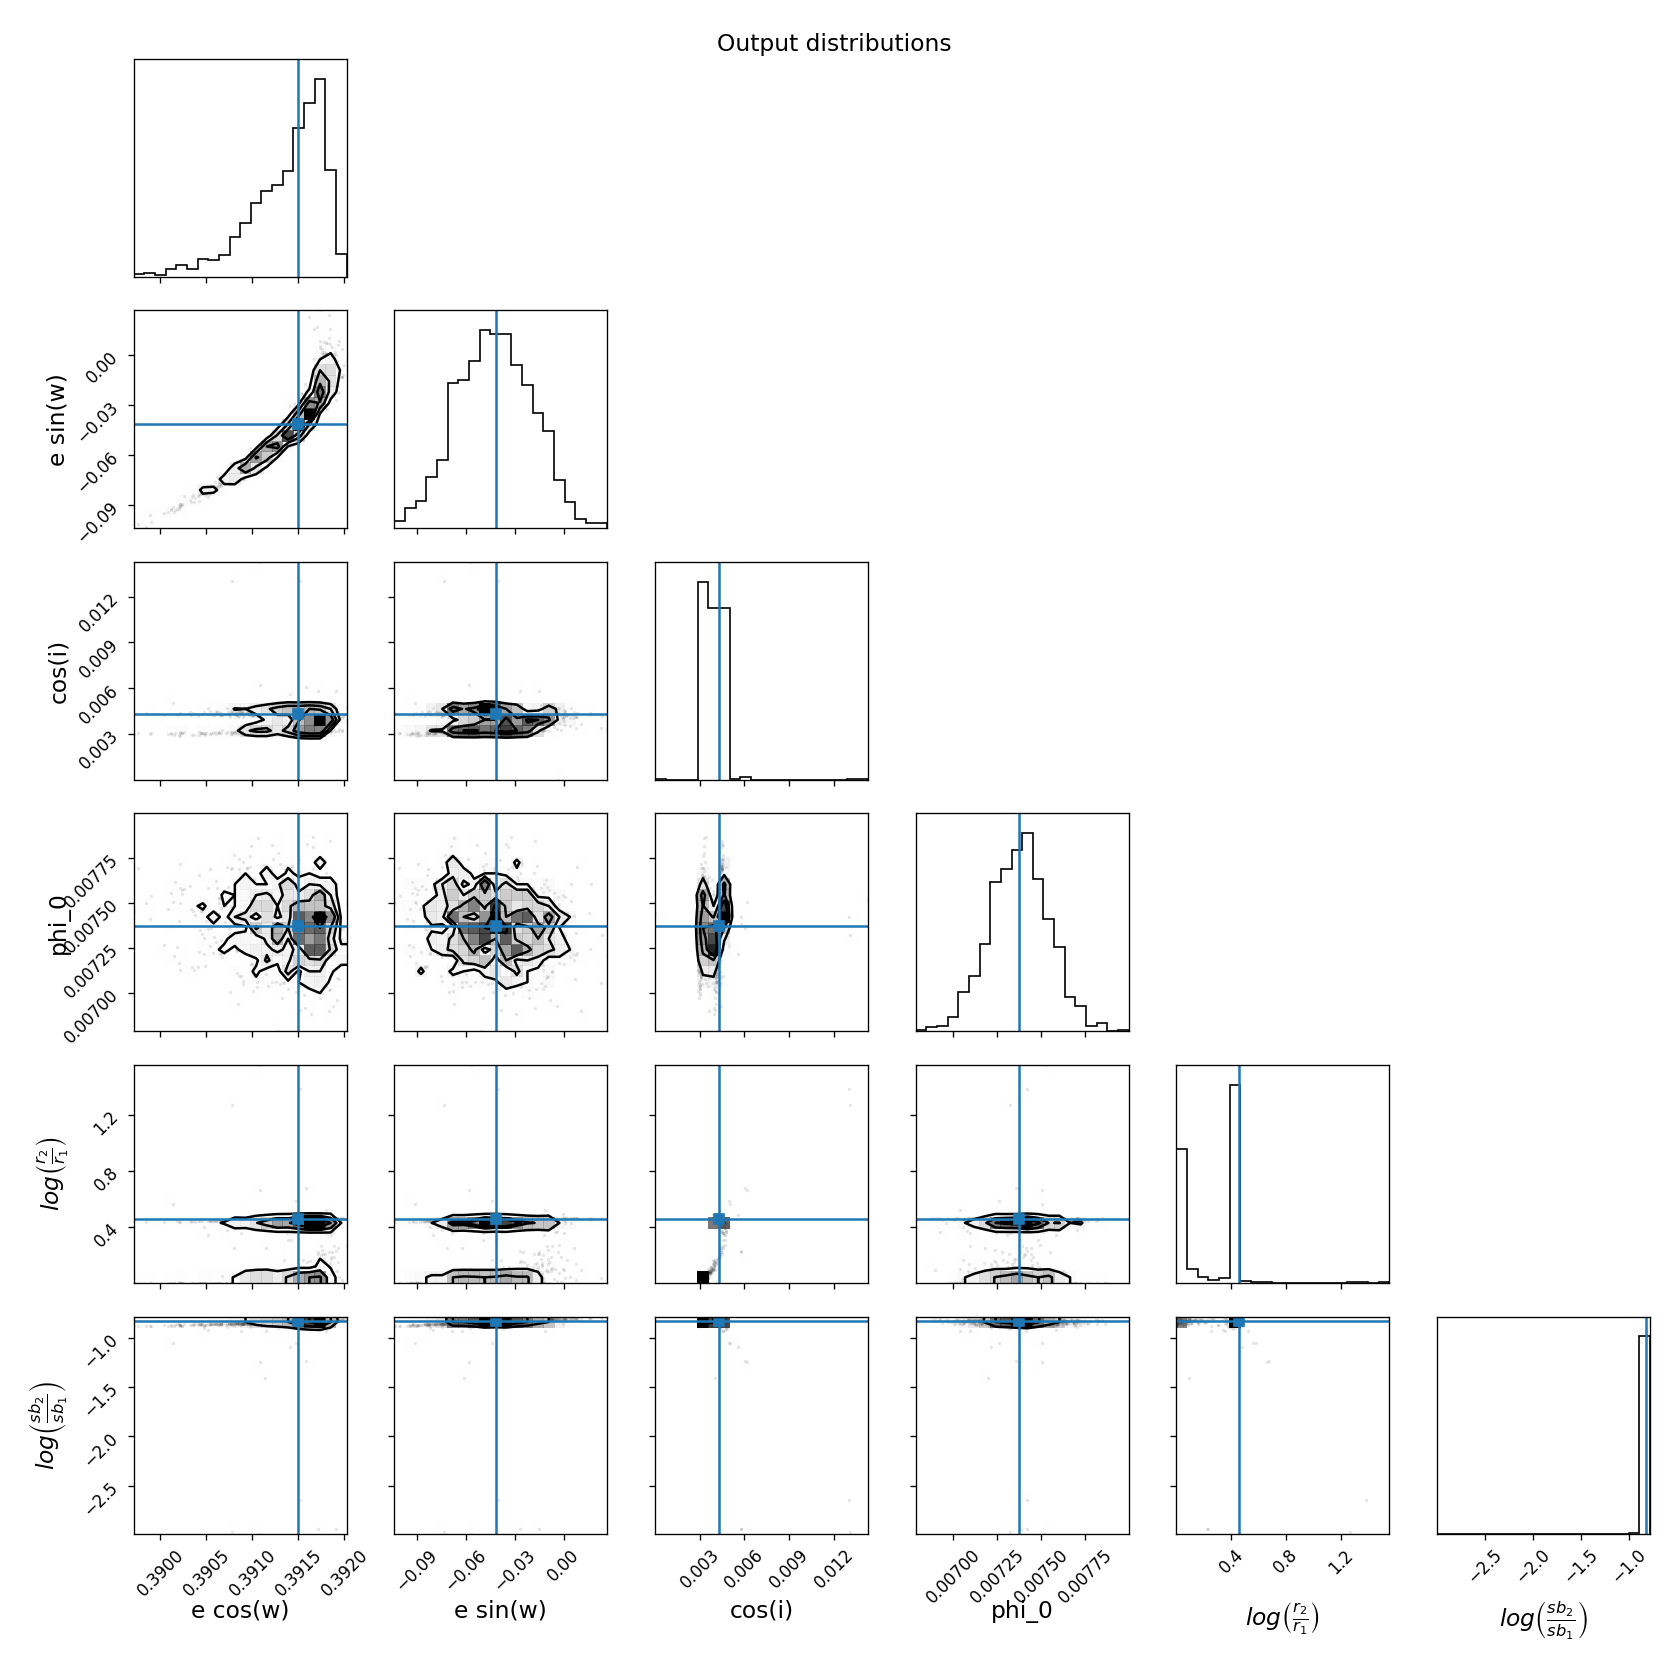 Output distributions
0.00
−0.03
−0.06
−0.09
e sin(w)
0.012
0.009
0.006
0.003
cos(i)
0.00775
0.00750
0.00725
0.00700
phi_0
1.2
0.8
0.4
log(r₂/r₁)
−1.0
−1.5
−2.0
−2.5
log(sb₂/sb₁)
0.3900 0.3905 0.3910 0.3915 0.3920
−0.09 −0.06 −0.03 0.00
0.003 0.006 0.009 0.012
0.00700 0.00725 0.00750 0.00775
0.4 0.8 1.2
−2.5 −2.0 −1.5 −1.0
e cos(w) e sin(w) cos(i) phi_0 log(r₂/r₁) log(sb₂/sb₁)